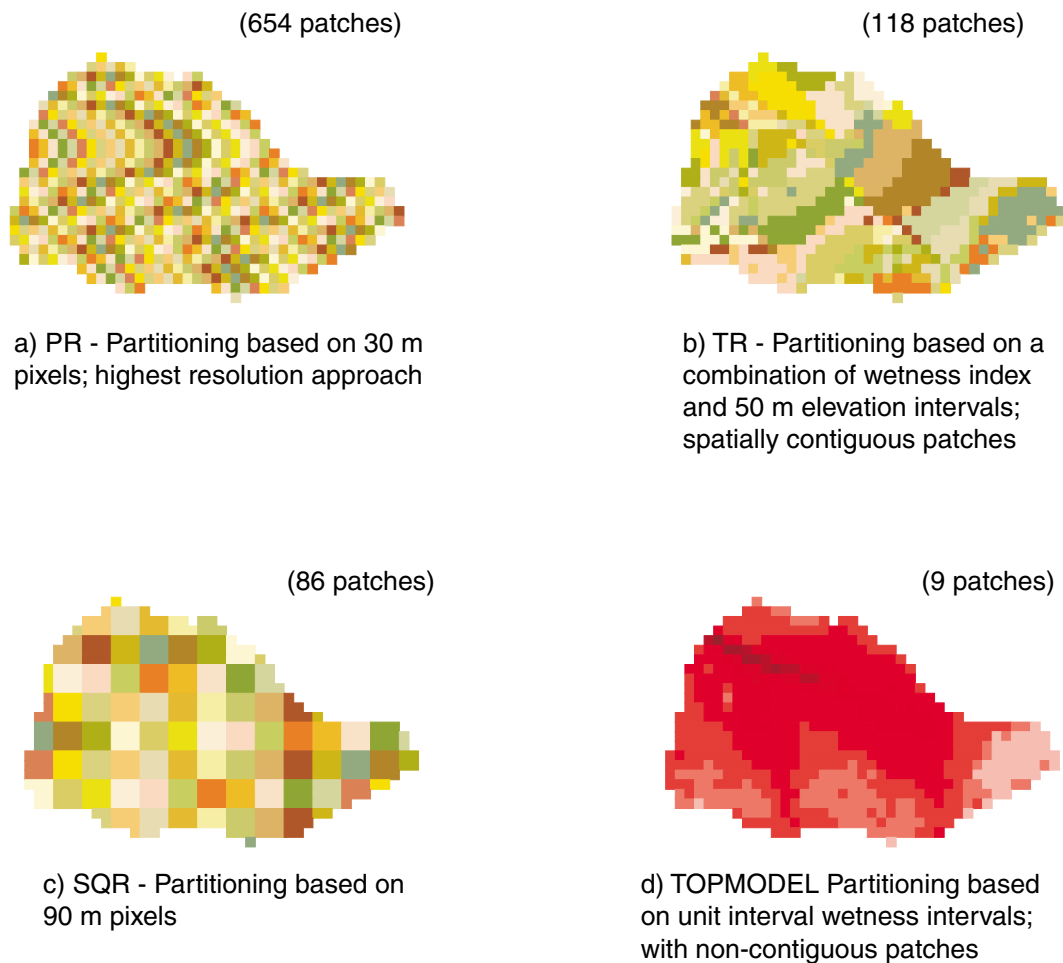 (654 patches)
a) PR - Partitioning based on 30 m
pixels; highest resolution approach
(118 patches)
b) TR - Partitioning based on a
combination of wetness index
and 50 m elevation intervals;
spatially contiguous patches
(86 patches)
c) SQR - Partitioning based on
90 m pixels
(9 patches)
d) TOPMODEL Partitioning based
on unit interval wetness intervals;
with non-contiguous patches